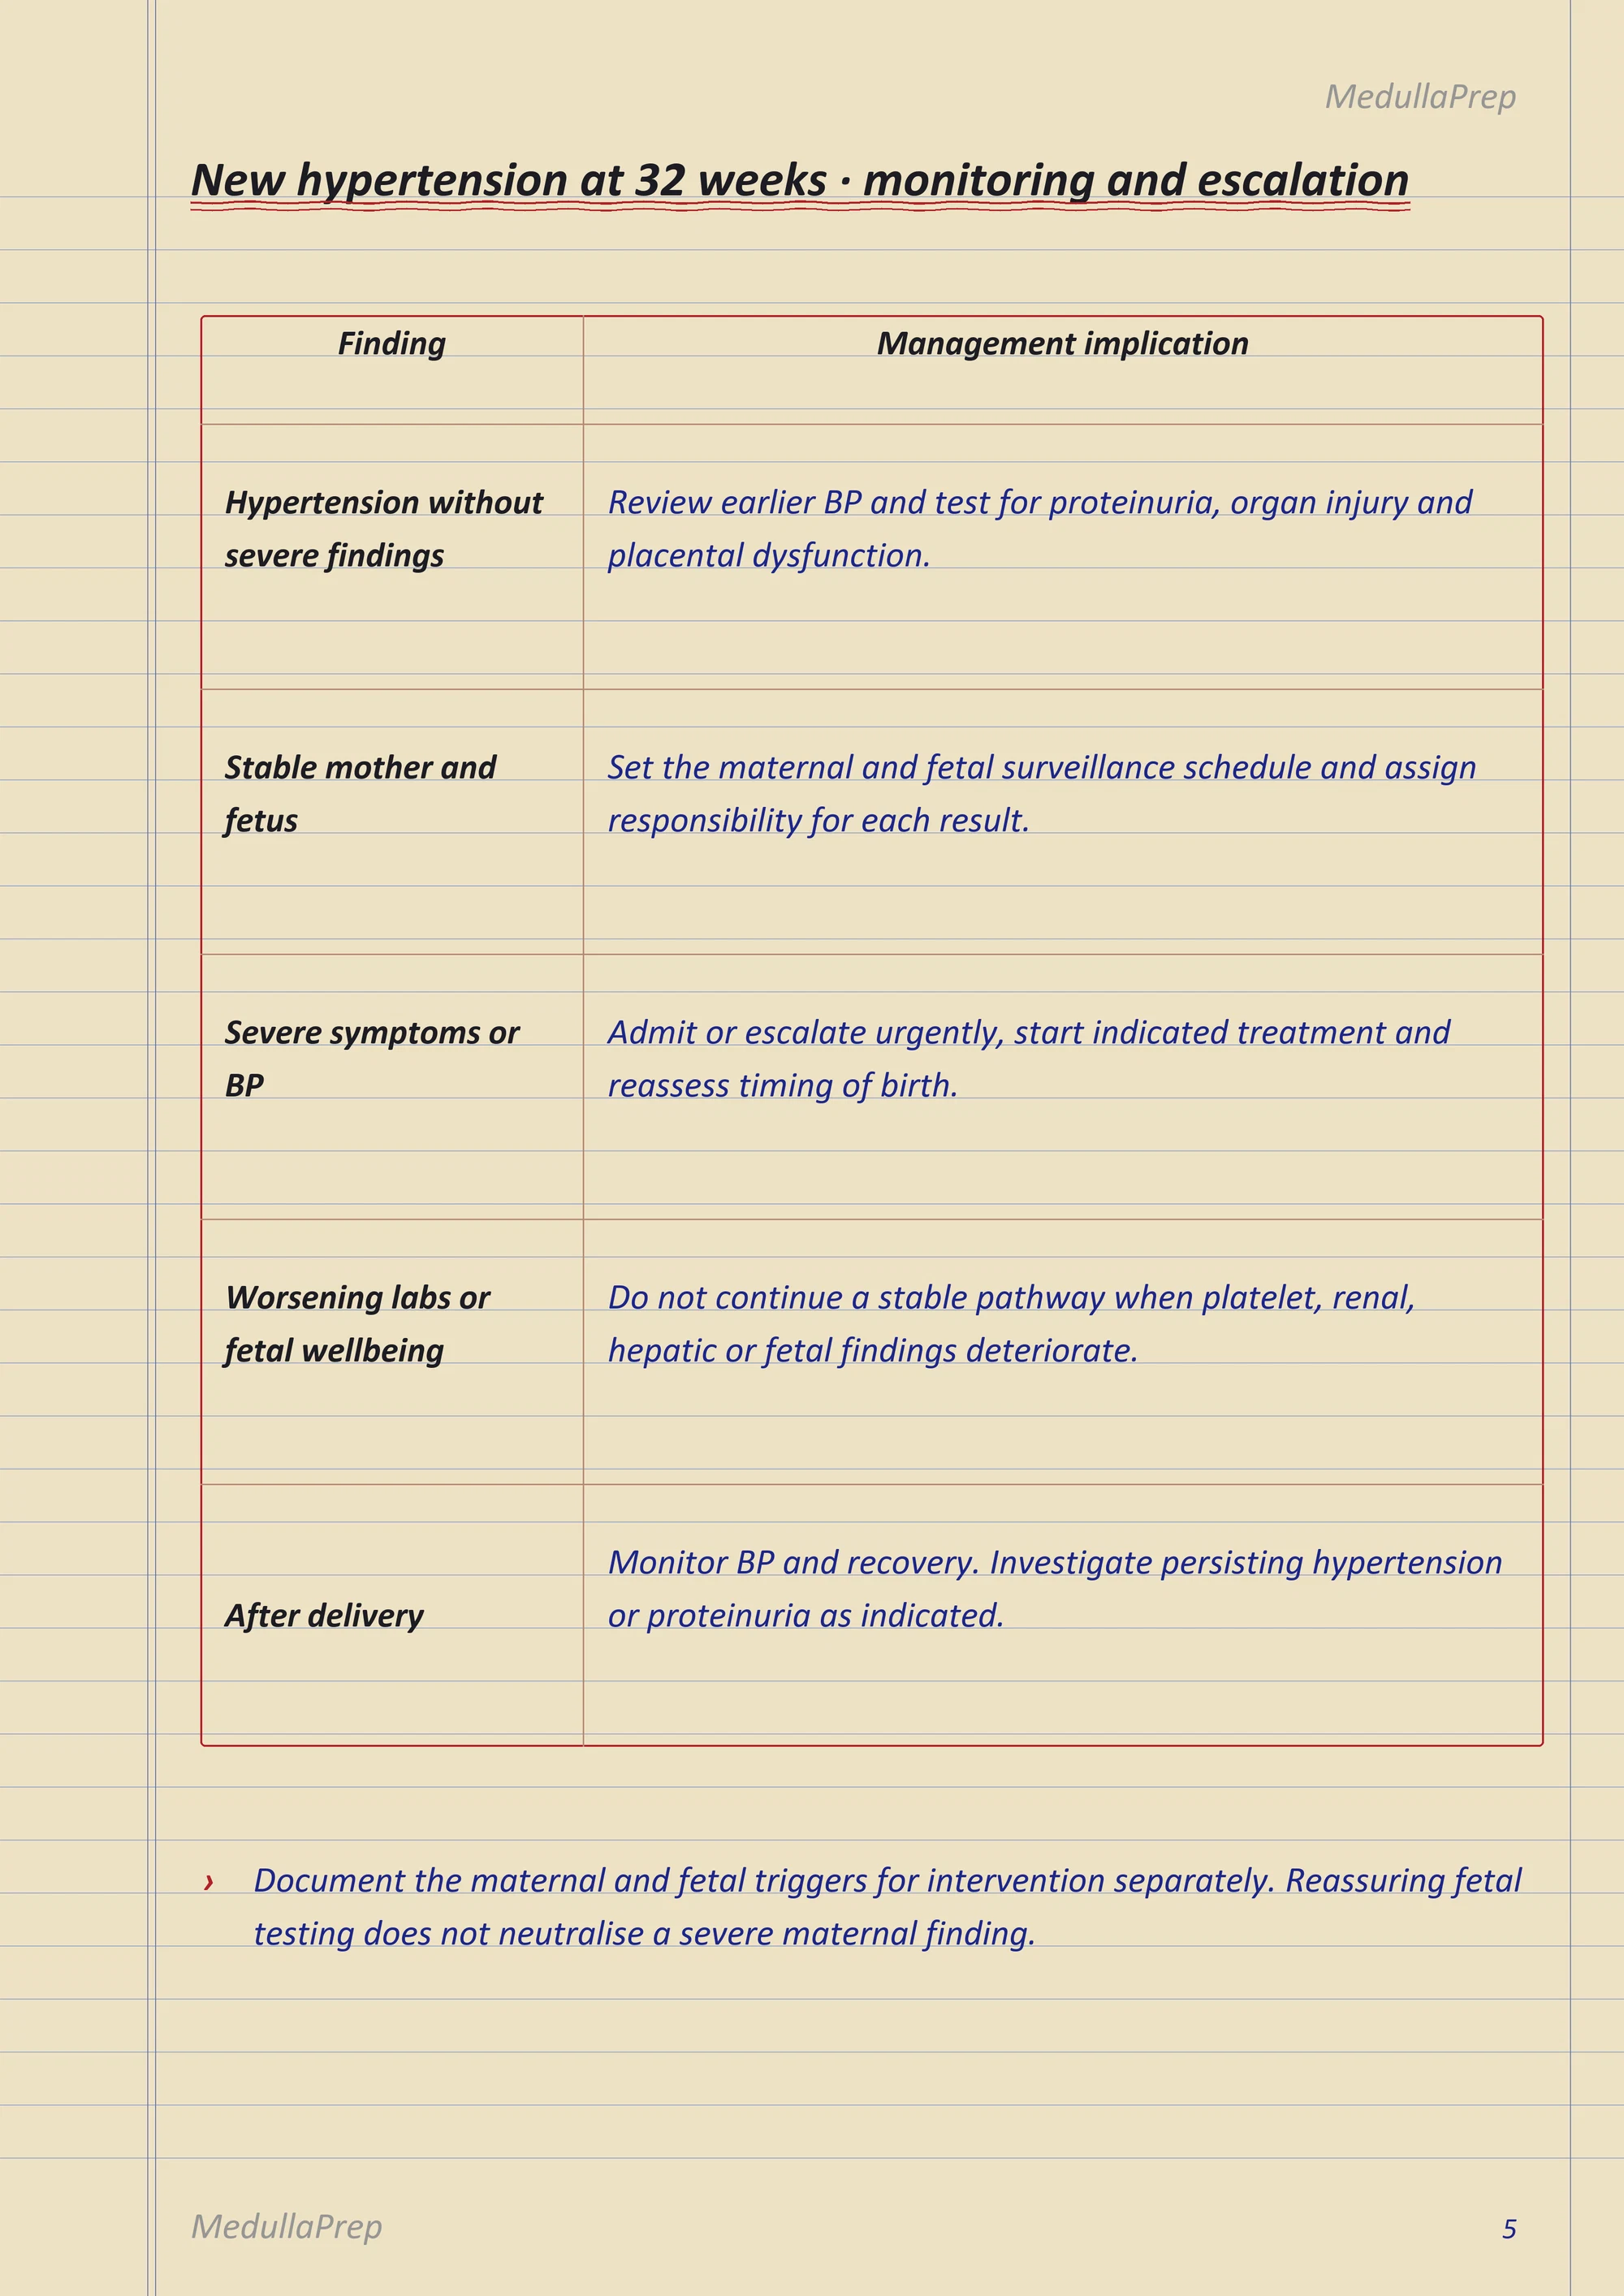 MedullaPrep
New hypertension at 32 weeks · monitoring and escalation
Finding
Management implication
Hypertension without
severe findings
Review earlier BP and test for proteinuria, organ injury and
placental dysfunction.
Stable mother and
fetus
Set the maternal and fetal surveillance schedule and assign
responsibility for each result.
Severe symptoms or
BP
Admit or escalate urgently, start indicated treatment and
reassess timing of birth.
Worsening labs or
fetal wellbeing
Do not continue a stable pathway when platelet, renal,
hepatic or fetal findings deteriorate.
After delivery
Monitor BP and recovery. Investigate persisting hypertension
or proteinuria as indicated.
› Document the maternal and fetal triggers for intervention separately. Reassuring fetal
testing does not neutralise a severe maternal finding.
MedullaPrep
5